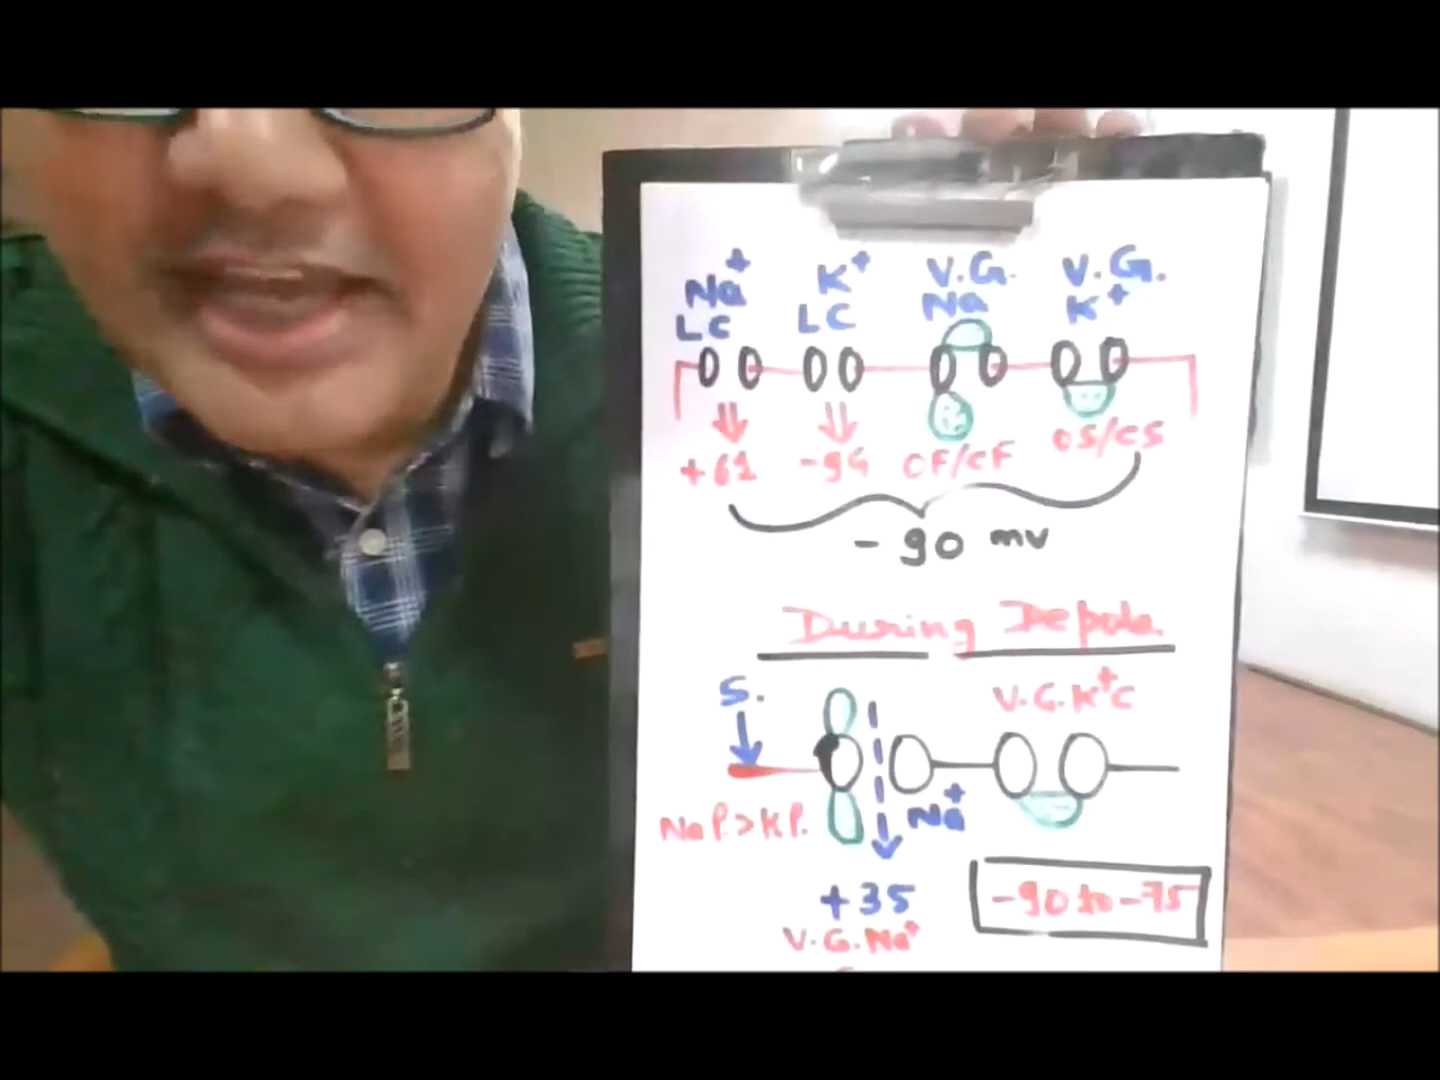 Na+ K+ V.G. V.G.
LC LC Na K+
+61 -94 OF/CF OS/CS
- 90 mv
During Depola.
S. V.G.K+C
Na P. > K P. Na+
+35 -90 to -75
V.G.Na+